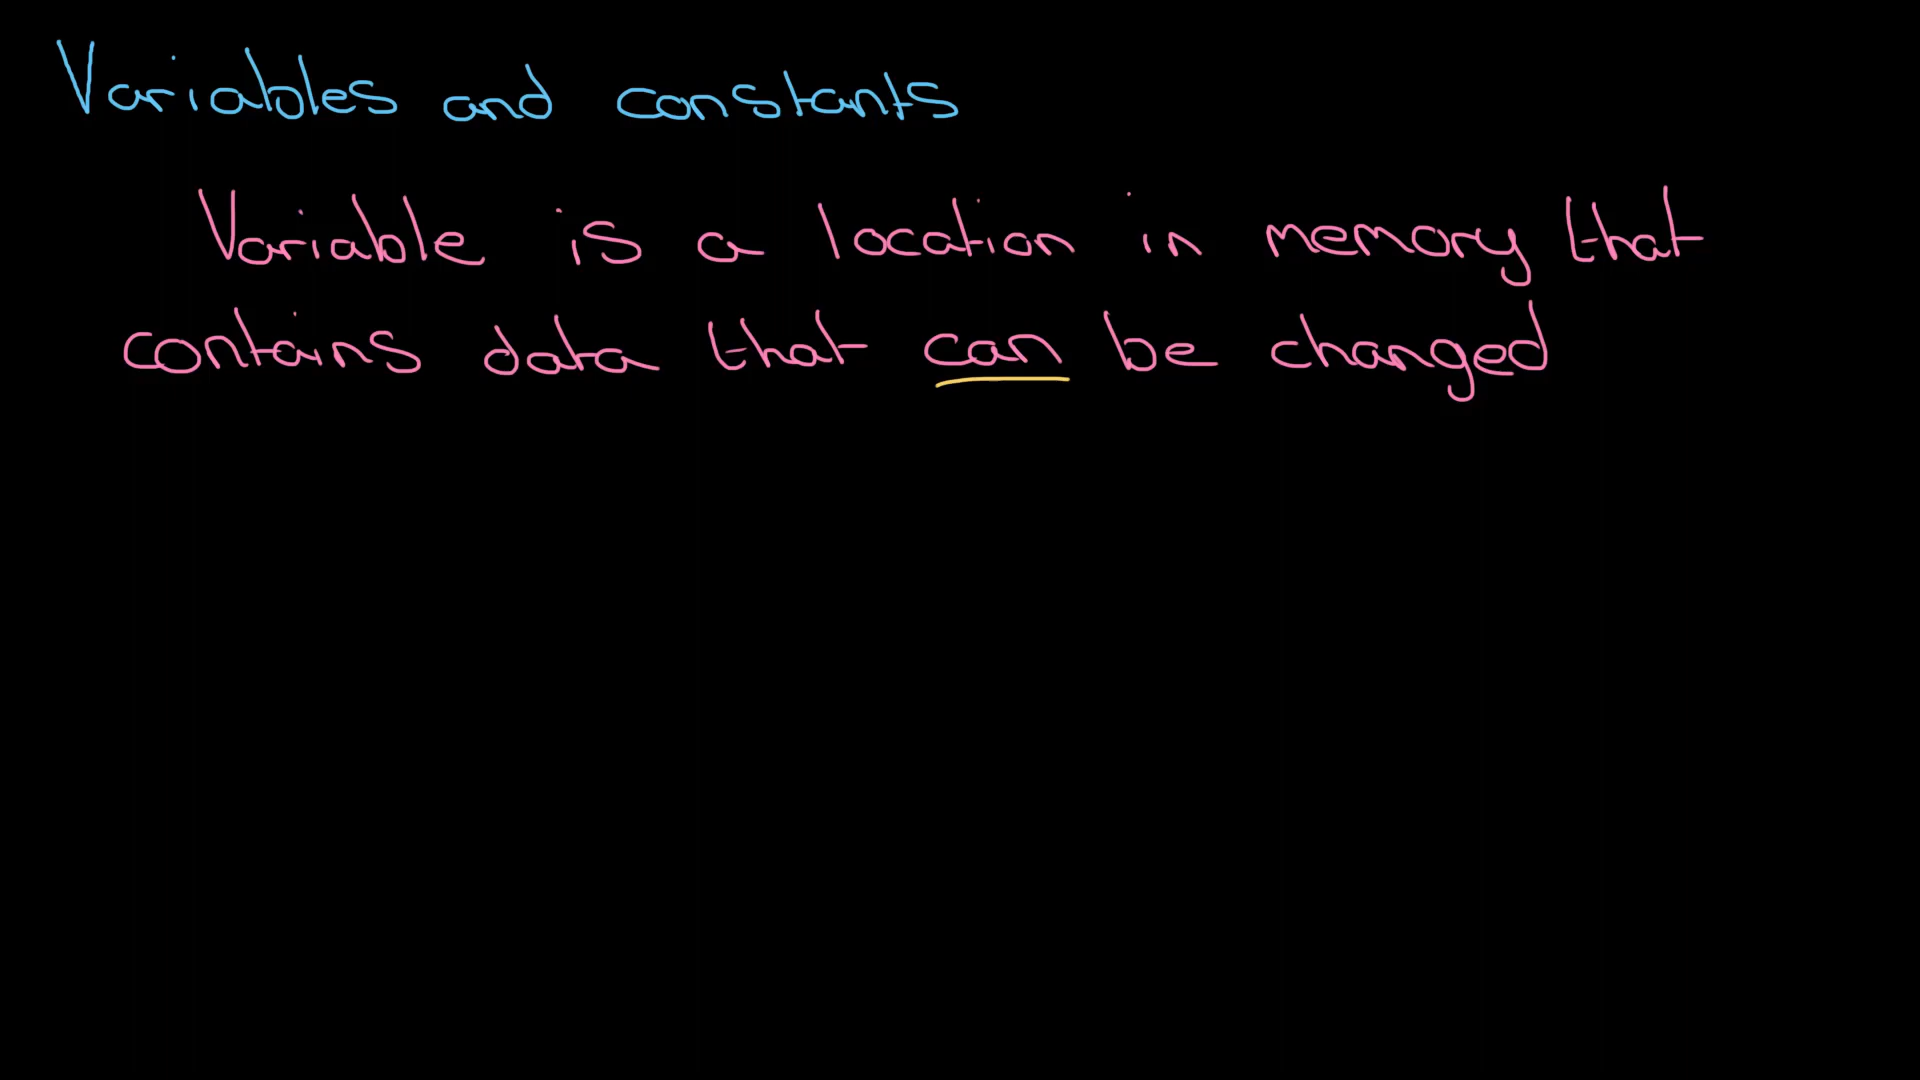 Variables and constants
Variable is a location in memory that
contains data that can be changed